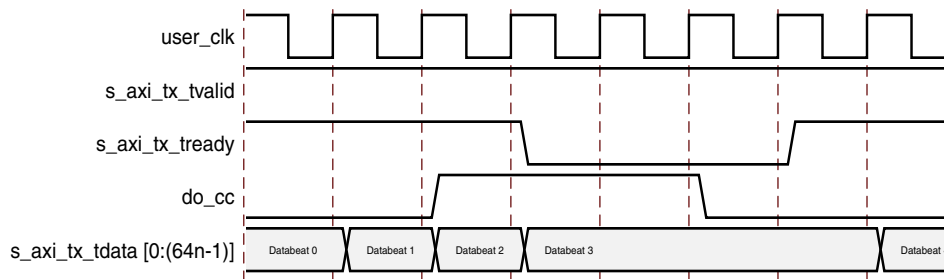 user_clk
s_axi_tx_tvalid
s_axi_tx_tready
do_cc
s_axi_tx_tdata [0:(64n-1)]
Databeat 0
Databeat 1
Databeat 2
Databeat 3
Databeat